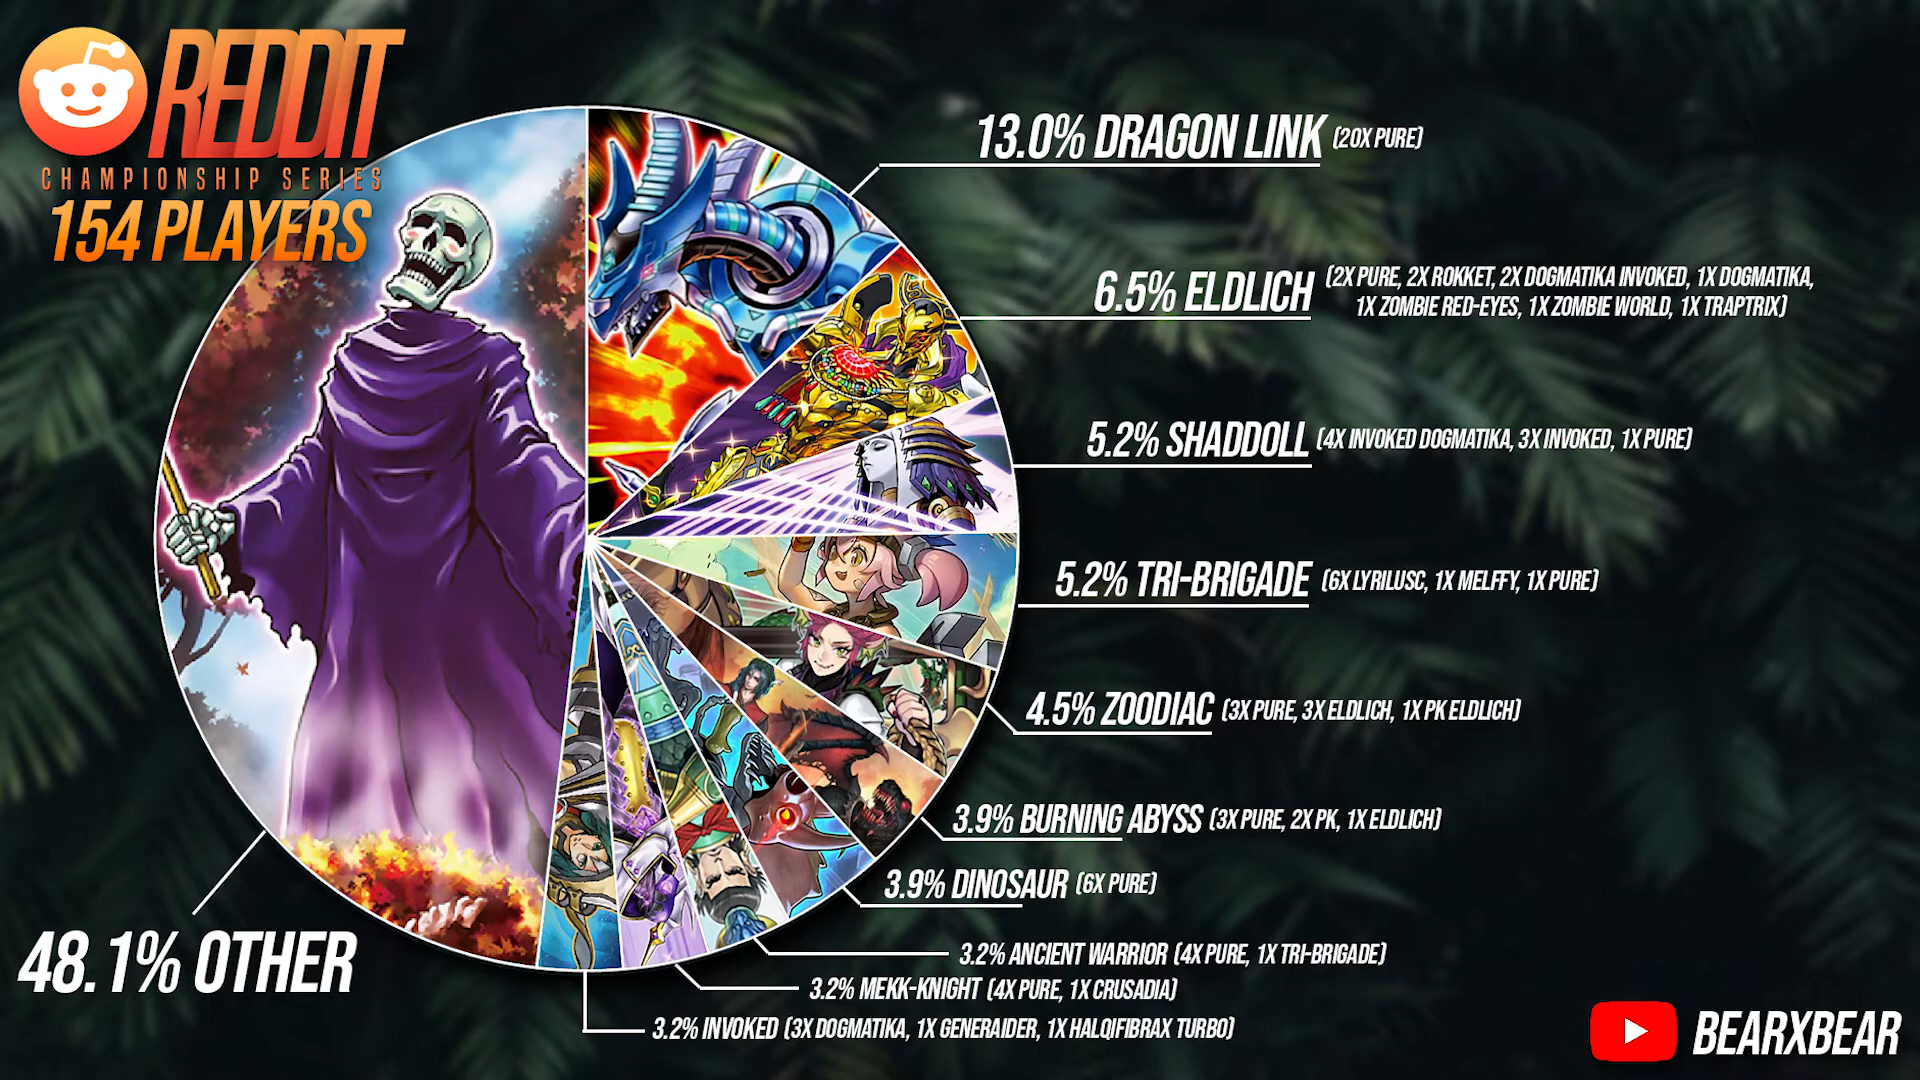 REDDIT
CHAMPIONSHIP SERIES
154 PLAYERS
13.0% DRAGON LINK (20X PURE)
6.5% ELDLICH (2X PURE, 2X ROKKET, 2X DOGMATIKA INVOKED, 1X DOGMATIKA,
1X ZOMBIE RED-EYES, 1X ZOMBIE WORLD, 1X TRAPTRIX)
5.2% SHADDOLL (4X INVOKED DOGMATIKA, 3X INVOKED, 1X PURE)
5.2% TRI-BRIGADE (6X LYRILUSC, 1X MELFFY, 1X PURE)
4.5% ZOODIAC (3X PURE, 3X ELDLICH, 1X PK ELDLICH)
3.9% BURNING ABYSS (3X PURE, 2X PK, 1X ELDLICH)
3.9% DINOSAUR (6X PURE)
3.2% ANCIENT WARRIOR (4X PURE, 1X TRI-BRIGADE)
3.2% MEKK-KNIGHT (4X PURE, 1X CRUSADIA)
3.2% INVOKED (3X DOGMATIKA, 1X GENERAIDER, 1X HALQIFIBRAX TURBO)
48.1% OTHER
BEARXBEAR